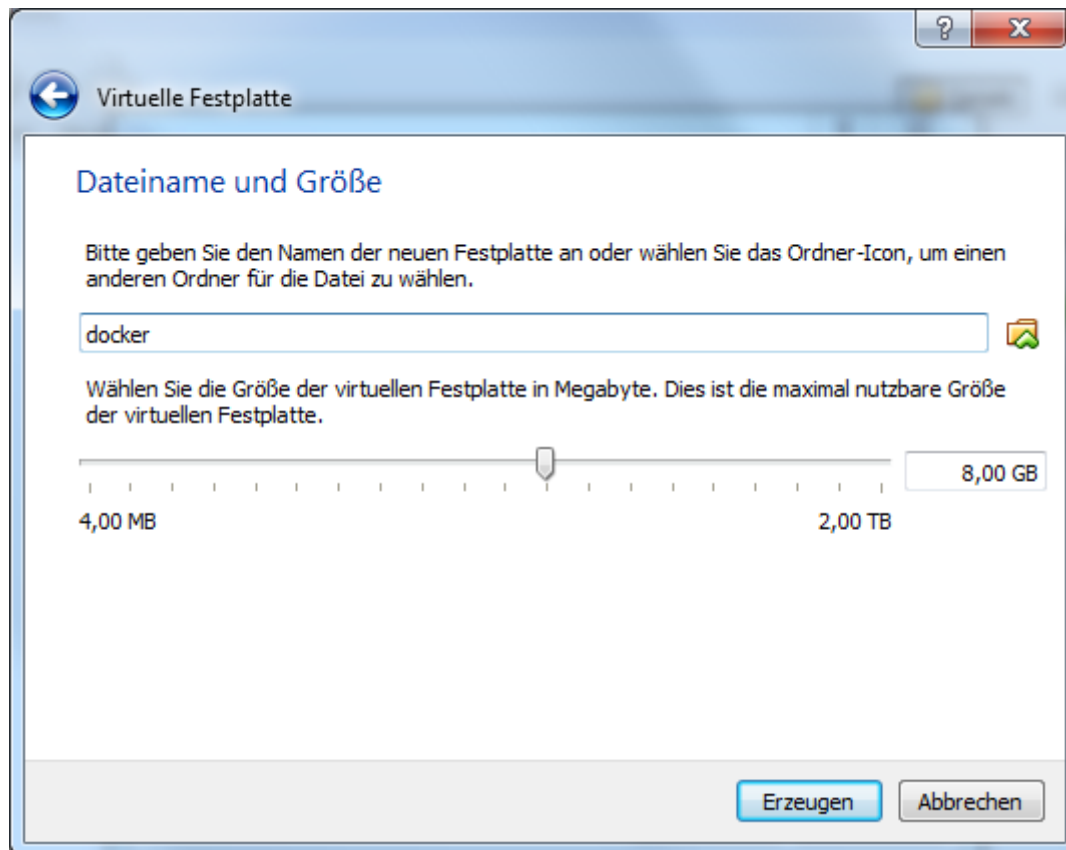 Virtuelle Festplatte
Dateiname und Größe
Bitte geben Sie den Namen der neuen Festplatte an oder wählen Sie das Ordner-Icon, um einen
anderen Ordner für die Datei zu wählen.
docker
Wählen Sie die Größe der virtuellen Festplatte in Megabyte. Dies ist die maximal nutzbare Größe
der virtuellen Festplatte.
8,00 GB
4,00 MB 2,00 TB
Erzeugen Abbrechen